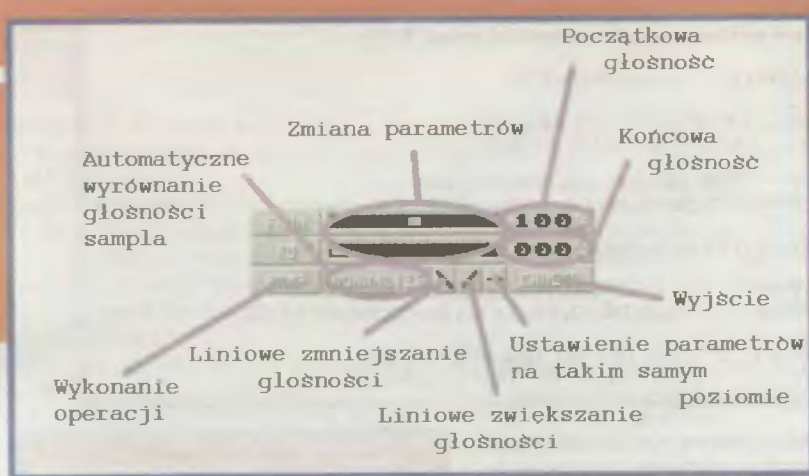 Początkowa
głośność
Zmiana parametrów
Końcowa
głośność
Automatyczne
wyrównanie
głośności
sampla
100
000
Wyjście
Liniowe zmniejszanie
głośności
Ustawienie parametrów
na takim samym
poziomie
Wykonanie
operacji
Liniowe zwiększanie
głośności